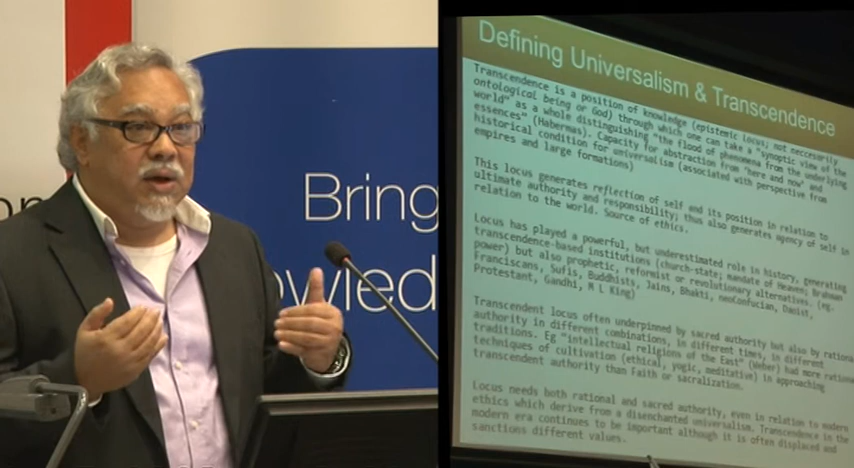 on
Bring
owled
Defining Universalism & Transcendence
Transcendence is a position of knowledge (epistemic locus; not necessarily
ontological being or God) through which one can take a "synoptic view of the
world" as a whole distinguishing "the flood of phenomena from the underlying
essences" (Habermas). Capacity for abstraction from "here and now" and
historical condition for universalism (associated with perspective from
empires and large formations)
This locus generates reflection of self and its position in relation to
ultimate authority and responsibility; thus also generates agency of self in
relation to the world. Source of ethics.
Locus has played a powerful, but underestimated role in history, generating
transcendence-based institutions (church-state; mandate of Heaven; Brahman
power) but also prophetic, reformist or revolutionary alternatives. (eg.
Franciscans, Sufis, Buddhists, Jains, Bhakti, neoConfucian, Daoist,
Protestant, Gandhi, M L King)
Transcendent locus often underpinned by sacred authority but also by rational
authority in different combinations, in different times, in different
traditions. Eg "intellectual religions of the East" (Weber) had more rational
techniques of cultivation (ethical, yogic, meditative) in approaching
transcendent authority than faith or sacralization.
Locus needs both rational and sacred authority, even in relation to modern
ethics which derive from a disenchanted universalism. Transcendence in the
modern era continues to be important although it is often displaced and
sanctions different values.